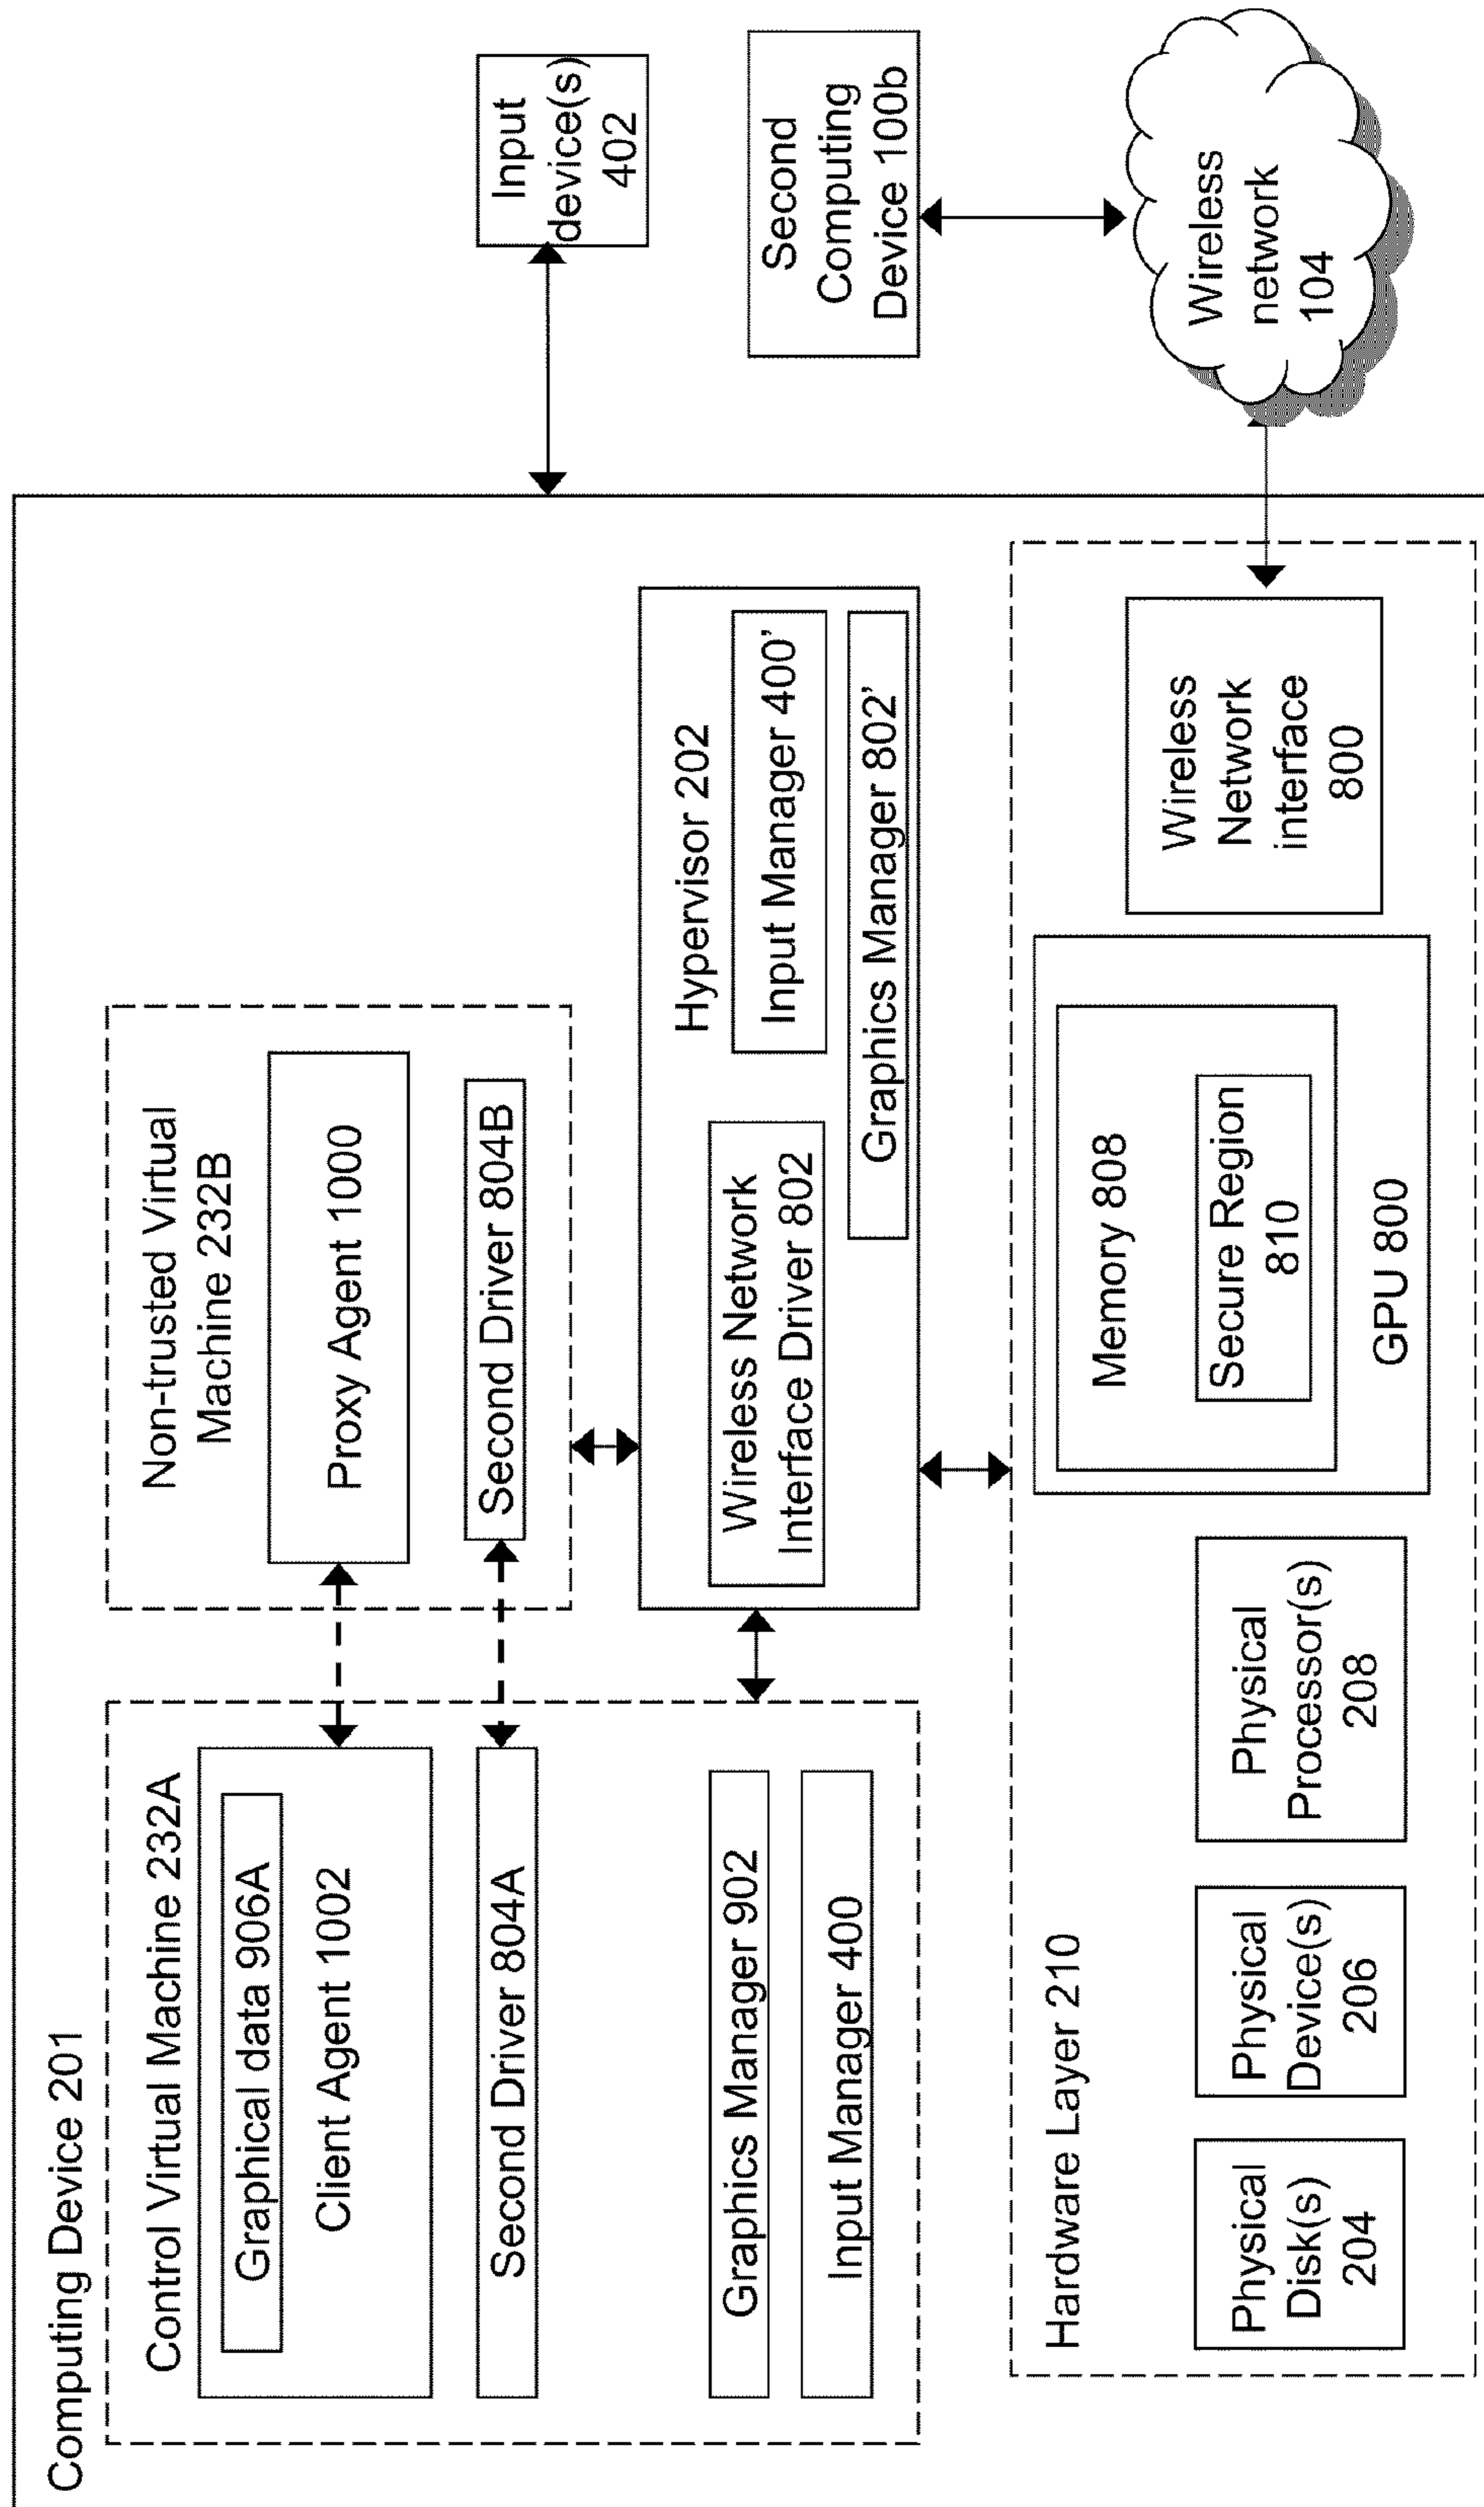 Computing Device 201
Control Virtual Machine 232A
Graphical data 906A
Client Agent 1002
Second Driver 804A
Graphics Manager 902
Input Manager 400
Non-trusted Virtual
Machine 232B
Proxy Agent 1000
Second Driver 804B
Hypervisor 202
Wireless Network
Interface Driver 802
Input Manager 400’
Graphics Manager 802’
Input
device(s)
402
Second
Computing
Device 100b
Wireless
network
104
Hardware Layer 210
Physical
Disk(s)
204
Physical
Device(s)
206
Physical
Processor(s)
208
Memory 808
Secure Region
810
GPU 800
Wireless
Network
interface
800